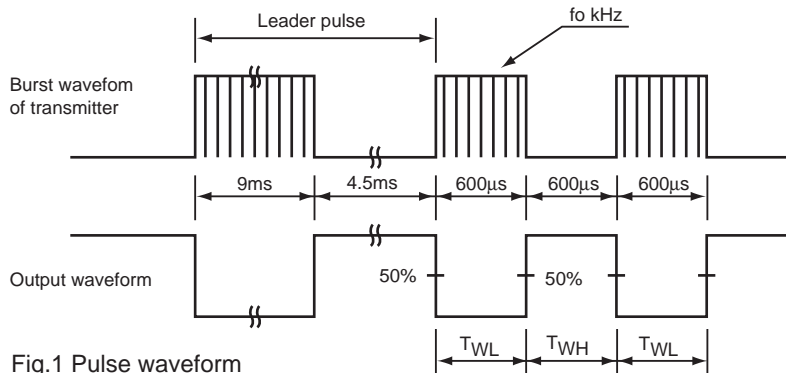 Leader pulse
fo kHz
Burst wavefom
of transmitter
9ms 4.5ms 600µs 600µs 600µs
Output waveform
50% 50%
TWL TWH TWL
Fig.1 Pulse waveform